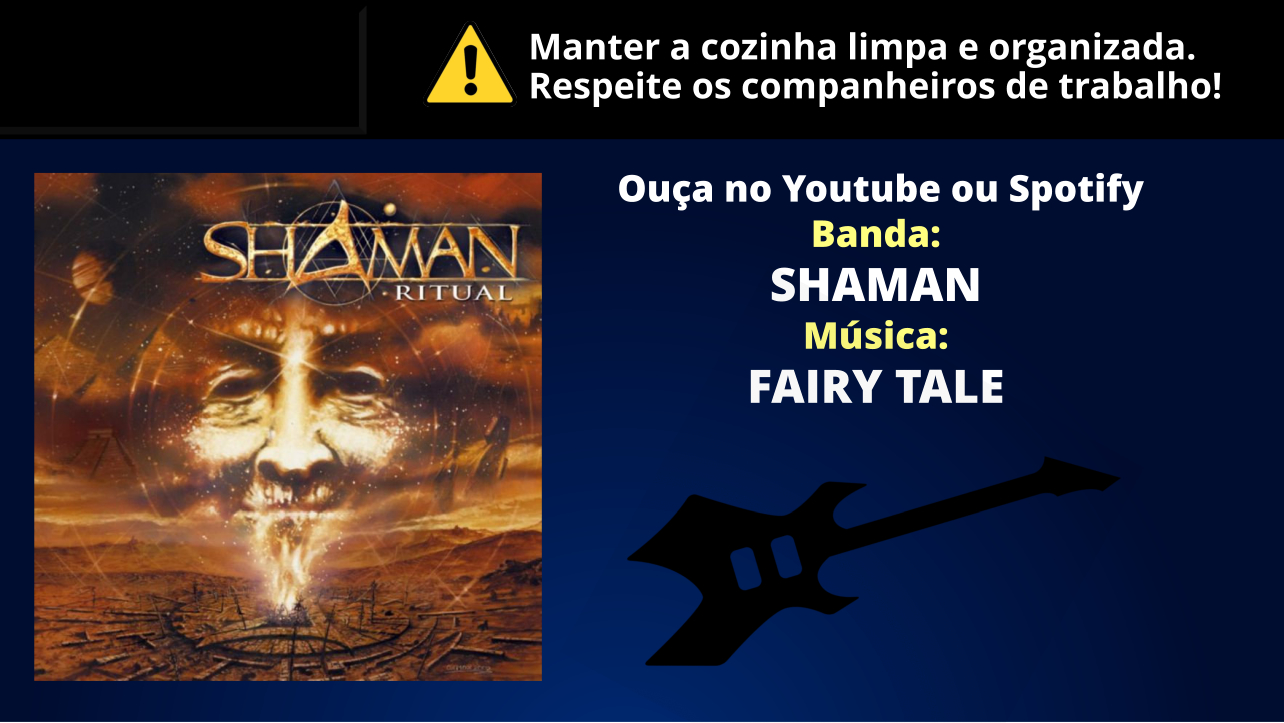 Manter a cozinha limpa e organizada.
Respeite os companheiros de trabalho!
SHAMAN
RITUAL
Ouça no Youtube ou Spotify
Banda:
SHAMAN
Música:
FAIRY TALE